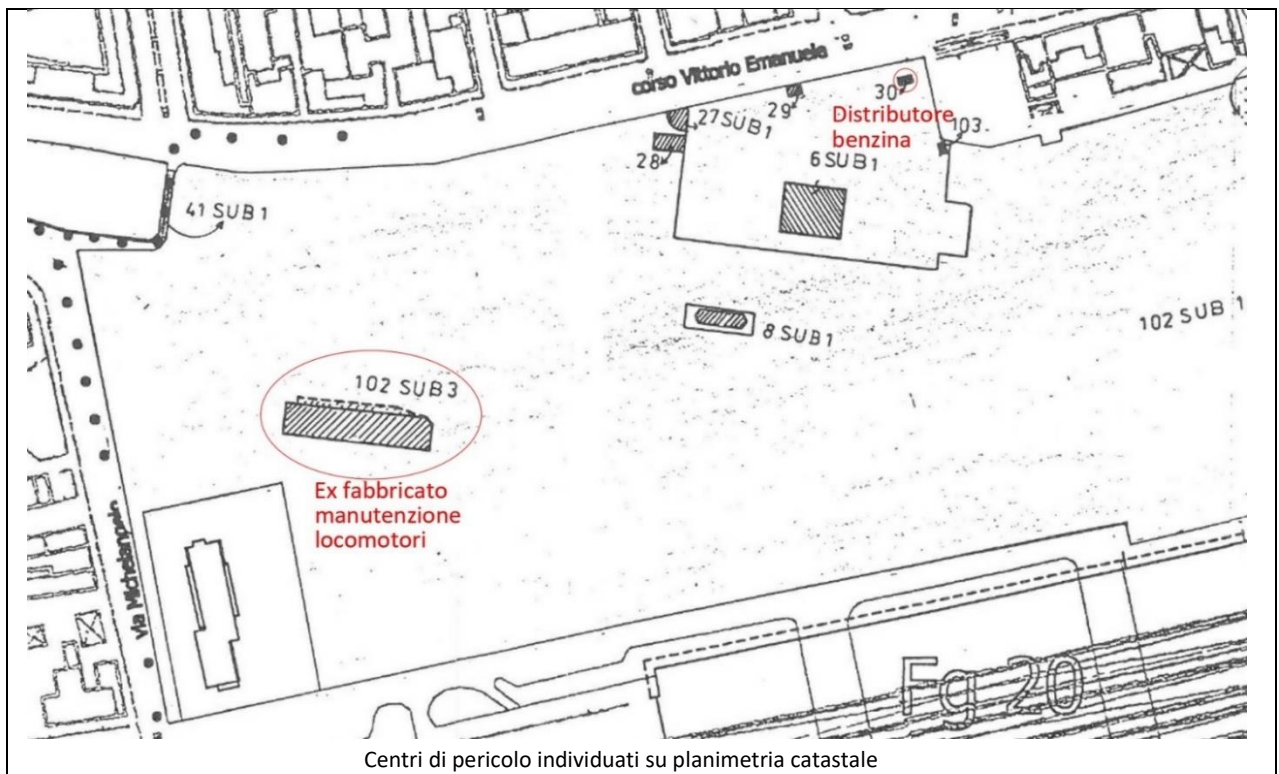 corso Vittorio Emanuele
30
Distributore
benzina
29
27 SUB 1
103
28
6 SUB 1
41 SUB 1
8 SUB 1
102 SUB 1
102 SUB 3
Ex fabbricato
manutenzione
locomotori
via Michelangelo
Fg 20
Centri di pericolo individuati su planimetria catastale